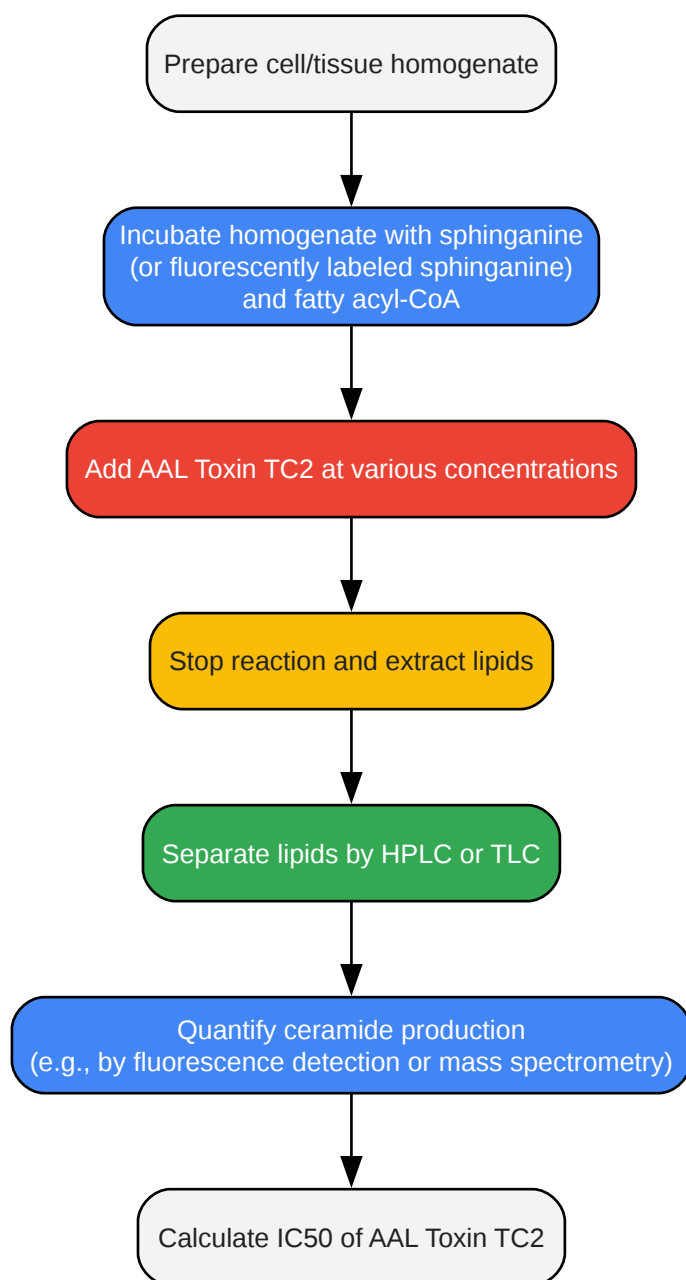 Prepare cell/tissue homogenate
Incubate homogenate with sphinganine
(or fluorescently labeled sphinganine)
and fatty acyl-CoA
Add AAL Toxin TC2 at various concentrations
Stop reaction and extract lipids
Separate lipids by HPLC or TLC
Quantify ceramide production
(e.g., by fluorescence detection or mass spectrometry)
Calculate IC50 of AAL Toxin TC2